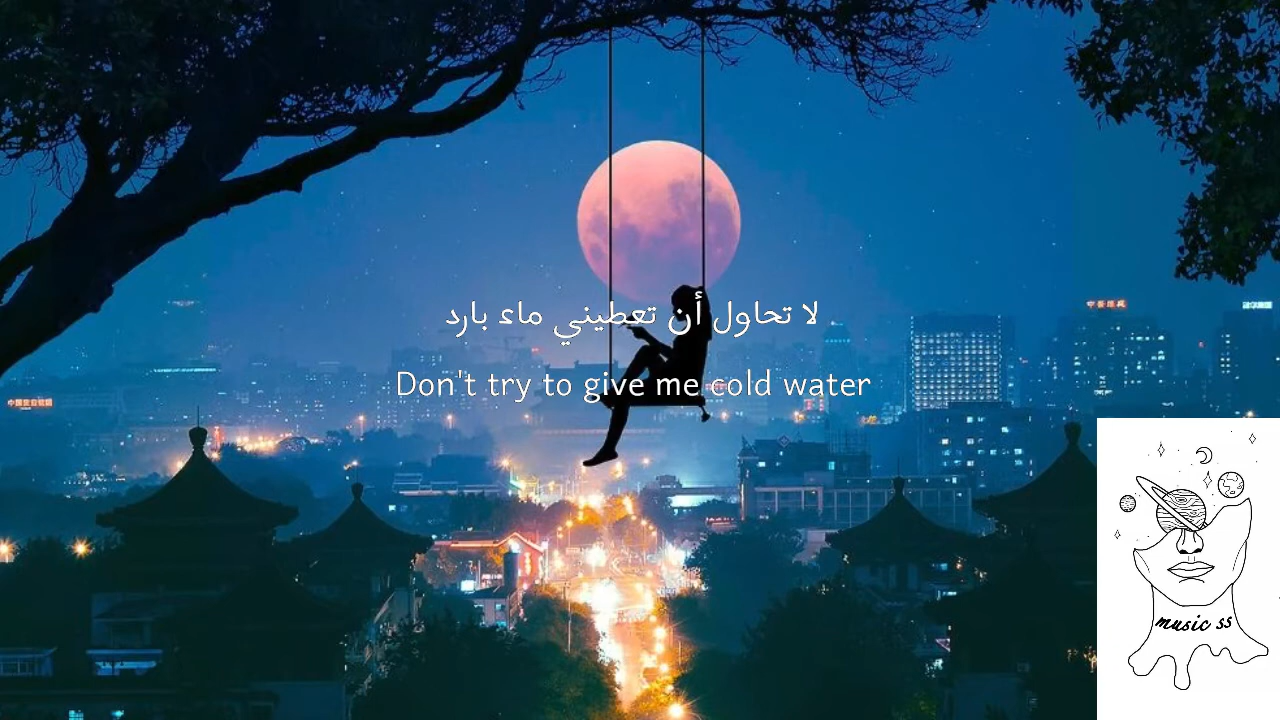 لا تحاول أن تعطيني ماء بارد
Don't try to give me cold water
music ss